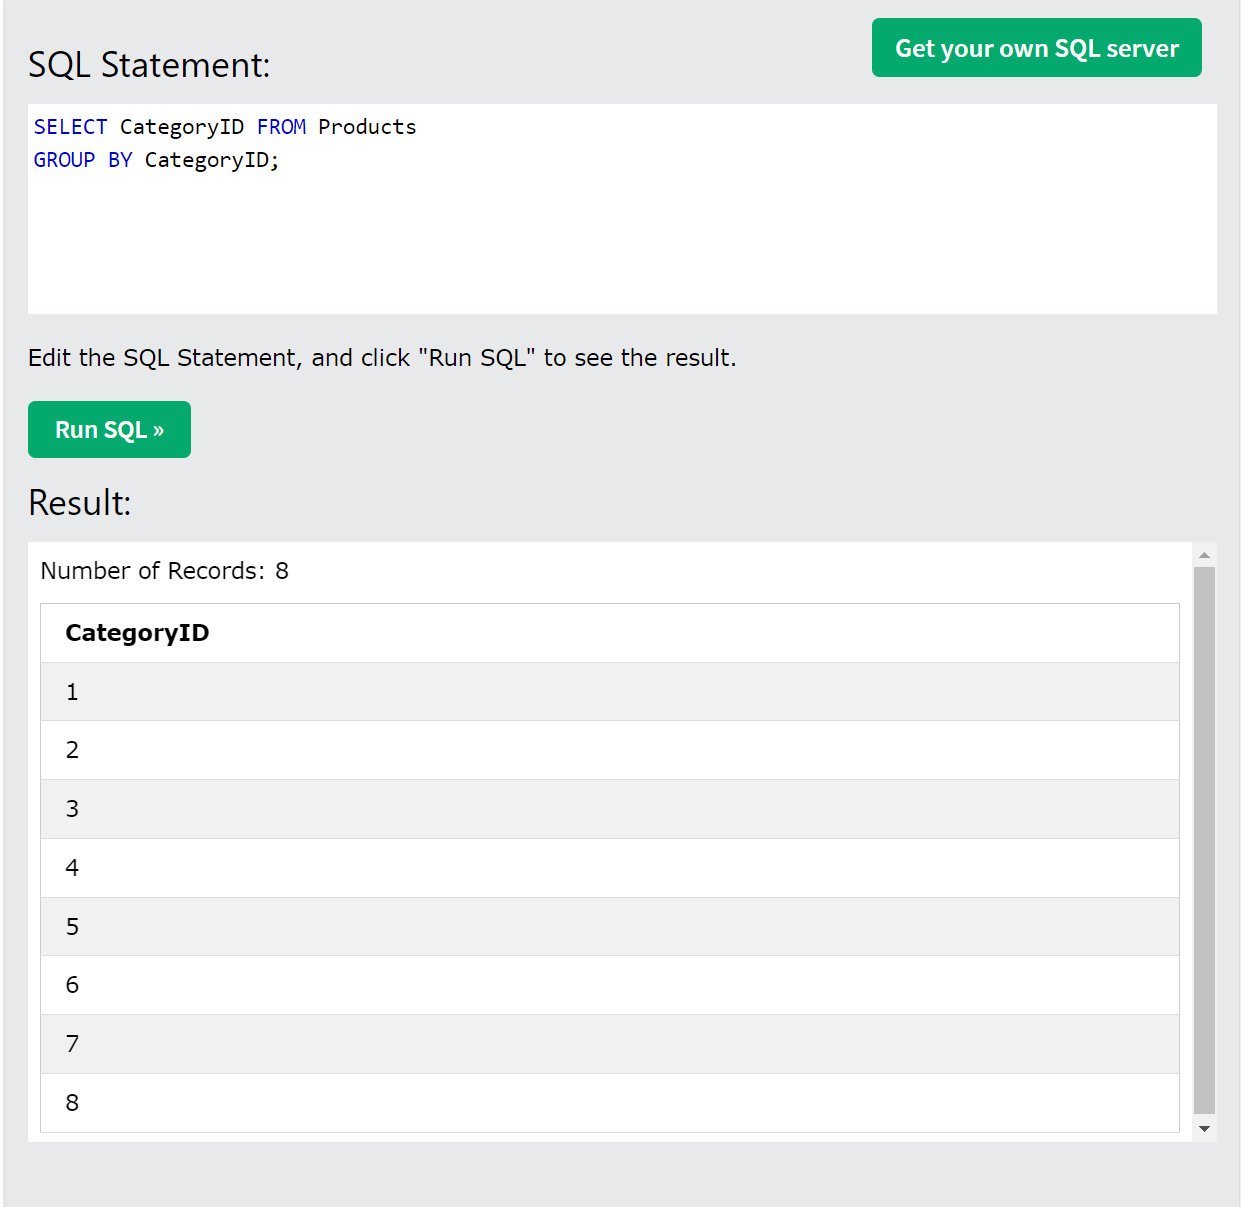 Get your own SQL server
SQL Statement:
SELECT CategoryID FROM Products
GROUP BY CategoryID;
Edit the SQL Statement, and click "Run SQL" to see the result.
Run SQL »
Result:
Number of Records: 8
CategoryID
1
2
3
4
5
6
7
8